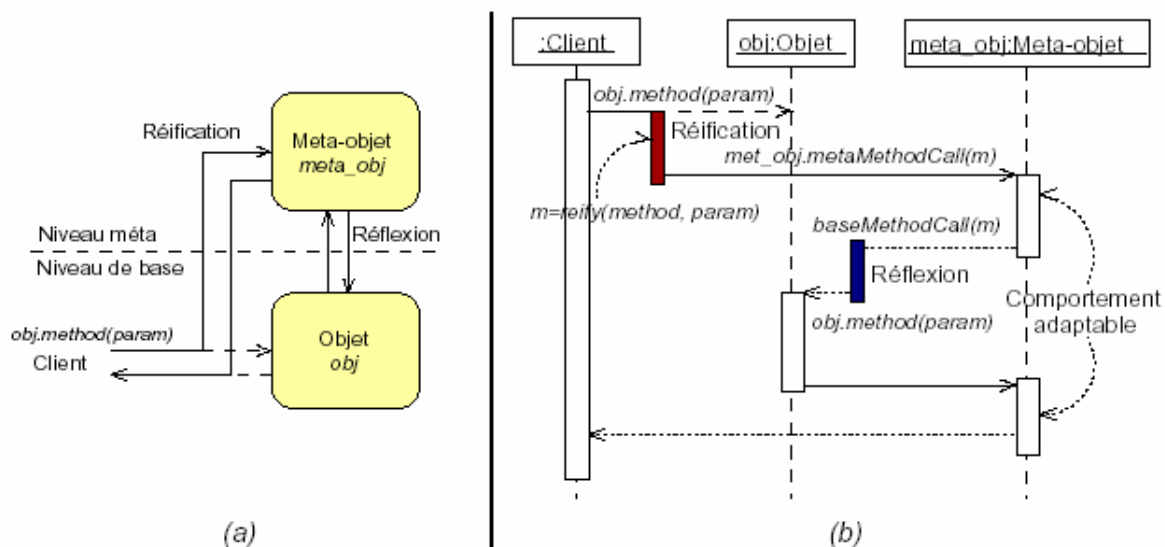 Réification
Meta-objet
meta_obj
Niveau méta
Réflexion
Niveau de base
obj.method(param)
Client
Objet
obj
(a)
:Client
obj:Objet
meta_obj:Meta-objet
obj.method(param)
Réification
met_obj.metaMethodCall(m)
m=reify(method, param)
baseMethodCall(m)
Réflexion
Comportement
adaptable
obj.method(param)
(b)